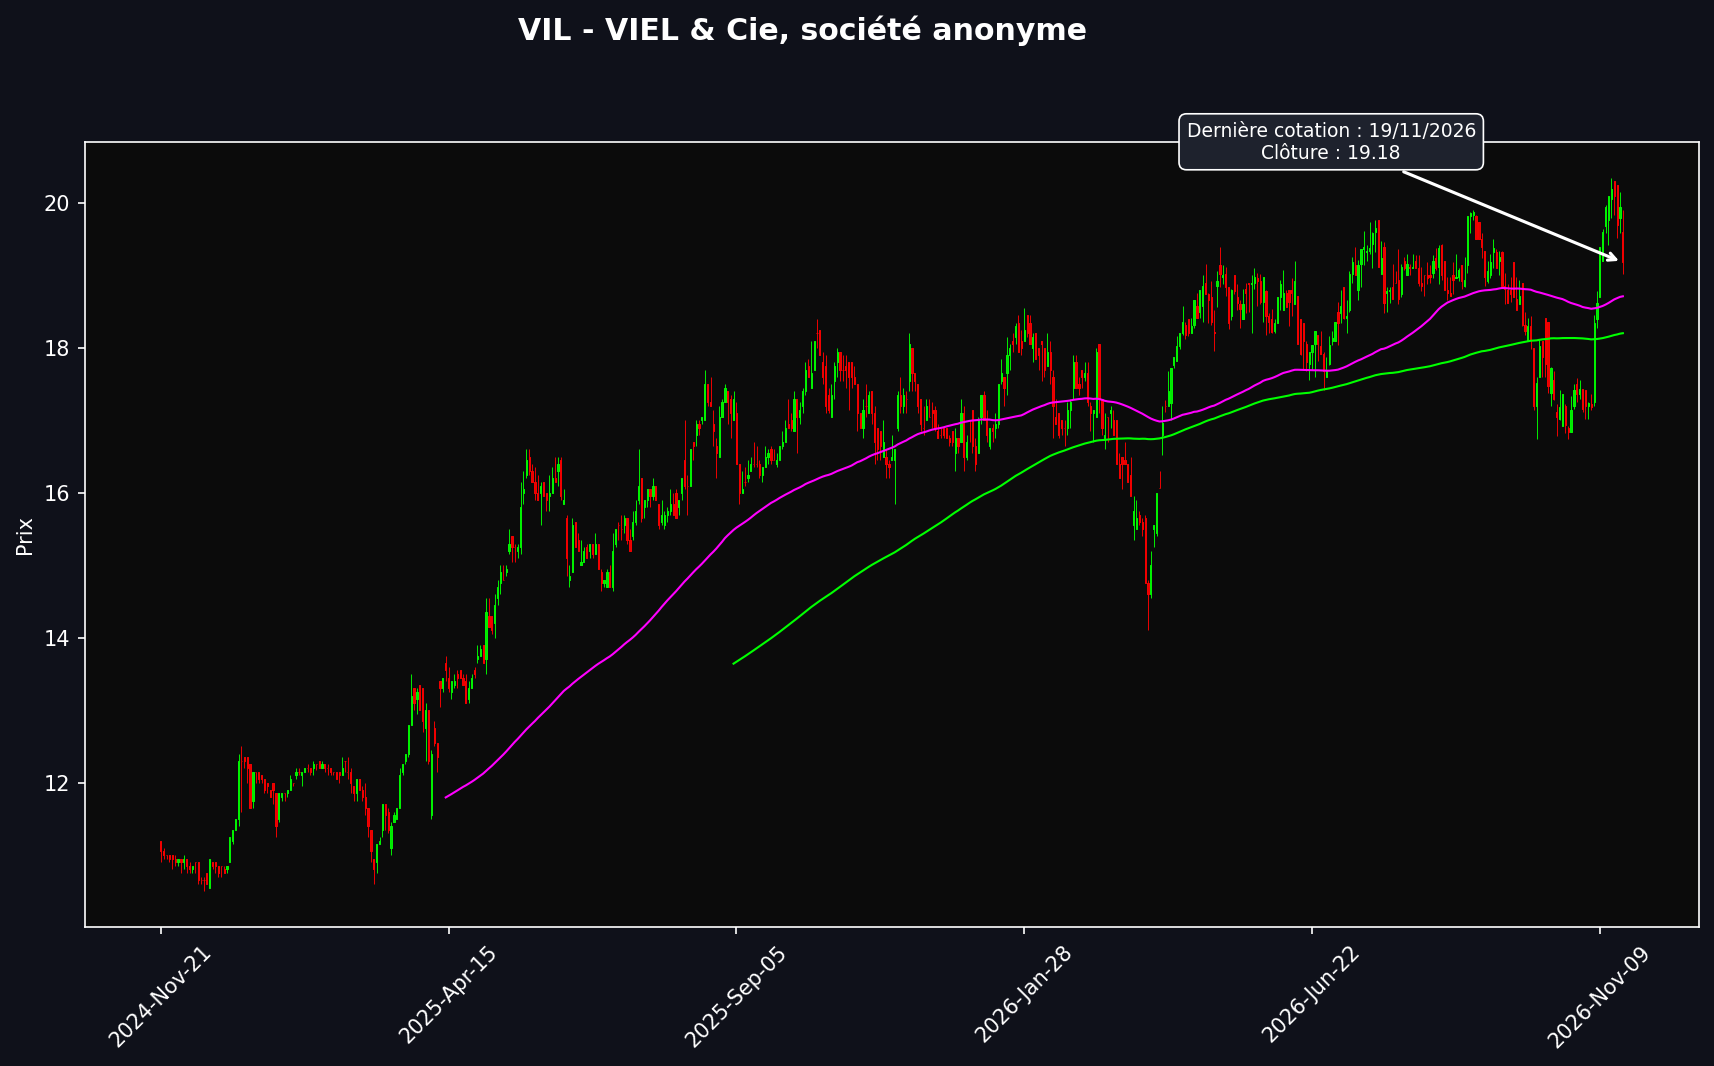 VIL - VIEL & Cie, société anonyme
Dernière cotation : 19/11/2026
Clôture : 19.18
Prix
20
18
16
14
12
2024-Nov-21
2025-Apr-15
2025-Sep-05
2026-Jan-28
2026-Jun-22
2026-Nov-09